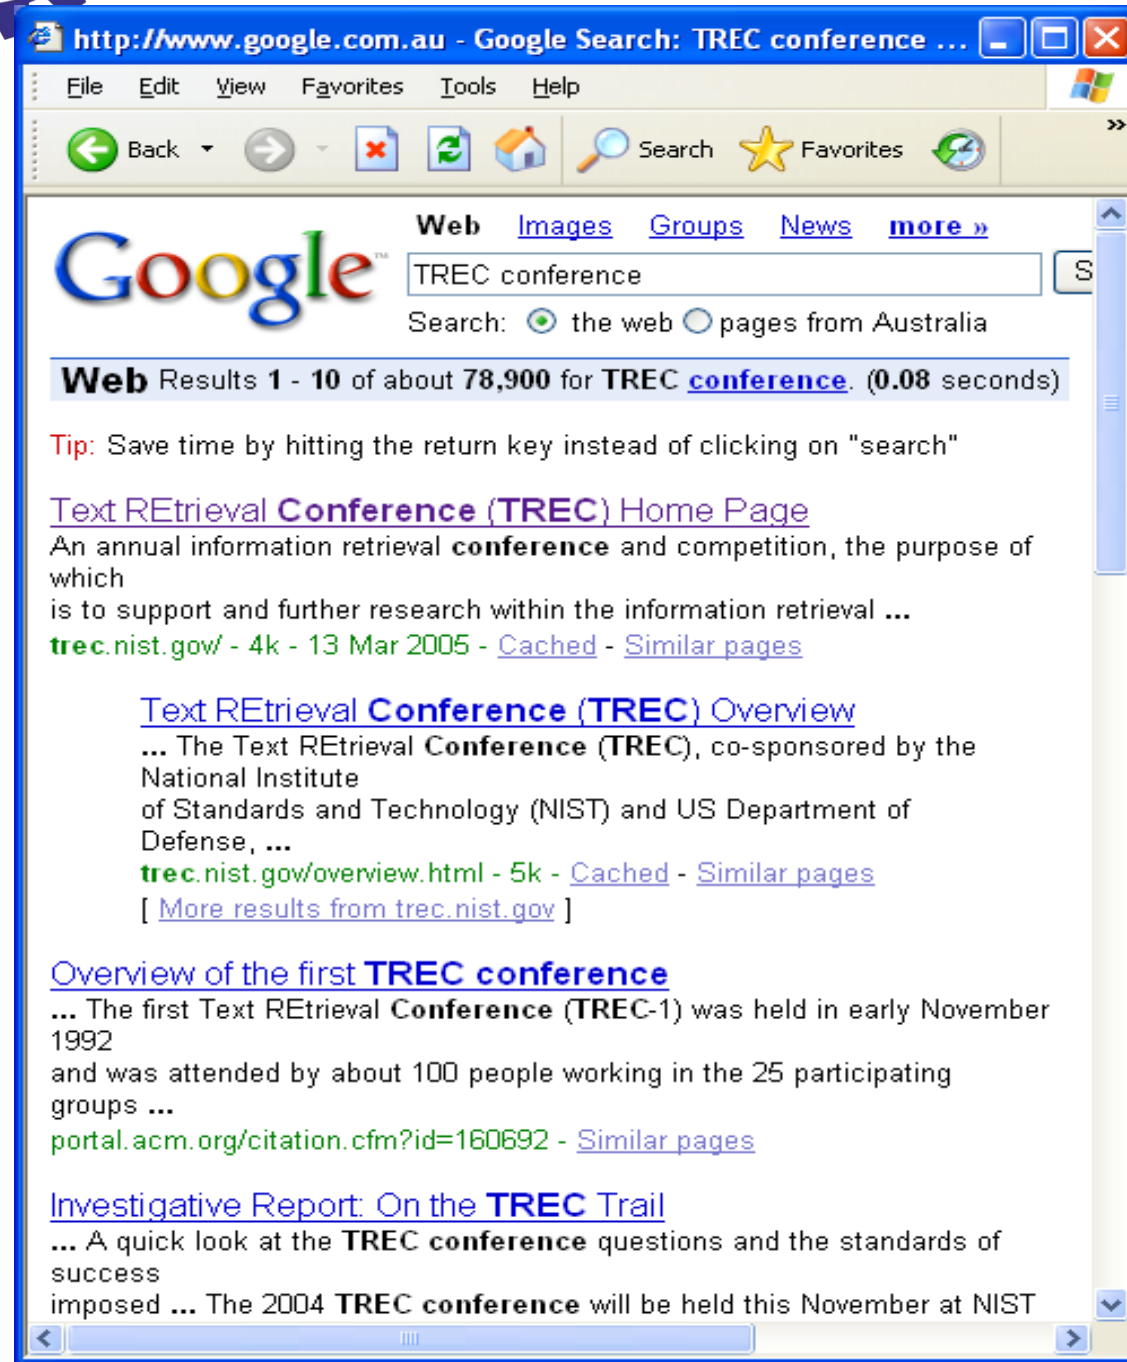 http://www.google.com.au - Google Search: TREC conference ...
File Edit View Favorites Tools Help
Back Search Favorites »
Web Images Groups News more »
Google™
TREC conference S
Search: the web pages from Australia
Web Results 1 - 10 of about 78,900 for TREC conference. (0.08 seconds)
Tip: Save time by hitting the return key instead of clicking on "search"
Text REtrieval Conference (TREC) Home Page
An annual information retrieval conference and competition, the purpose of
which
is to support and further research within the information retrieval ...
trec.nist.gov/ - 4k - 13 Mar 2005 - Cached - Similar pages
Text REtrieval Conference (TREC) Overview
... The Text REtrieval Conference (TREC), co-sponsored by the
National Institute
of Standards and Technology (NIST) and US Department of
Defense, ...
trec.nist.gov/overview.html - 5k - Cached - Similar pages
[ More results from trec.nist.gov ]
Overview of the first TREC conference
... The first Text REtrieval Conference (TREC-1) was held in early November
1992
and was attended by about 100 people working in the 25 participating
groups ...
portal.acm.org/citation.cfm?id=160692 - Similar pages
Investigative Report: On the TREC Trail
... A quick look at the TREC conference questions and the standards of
success
imposed ... The 2004 TREC conference will be held this November at NIST